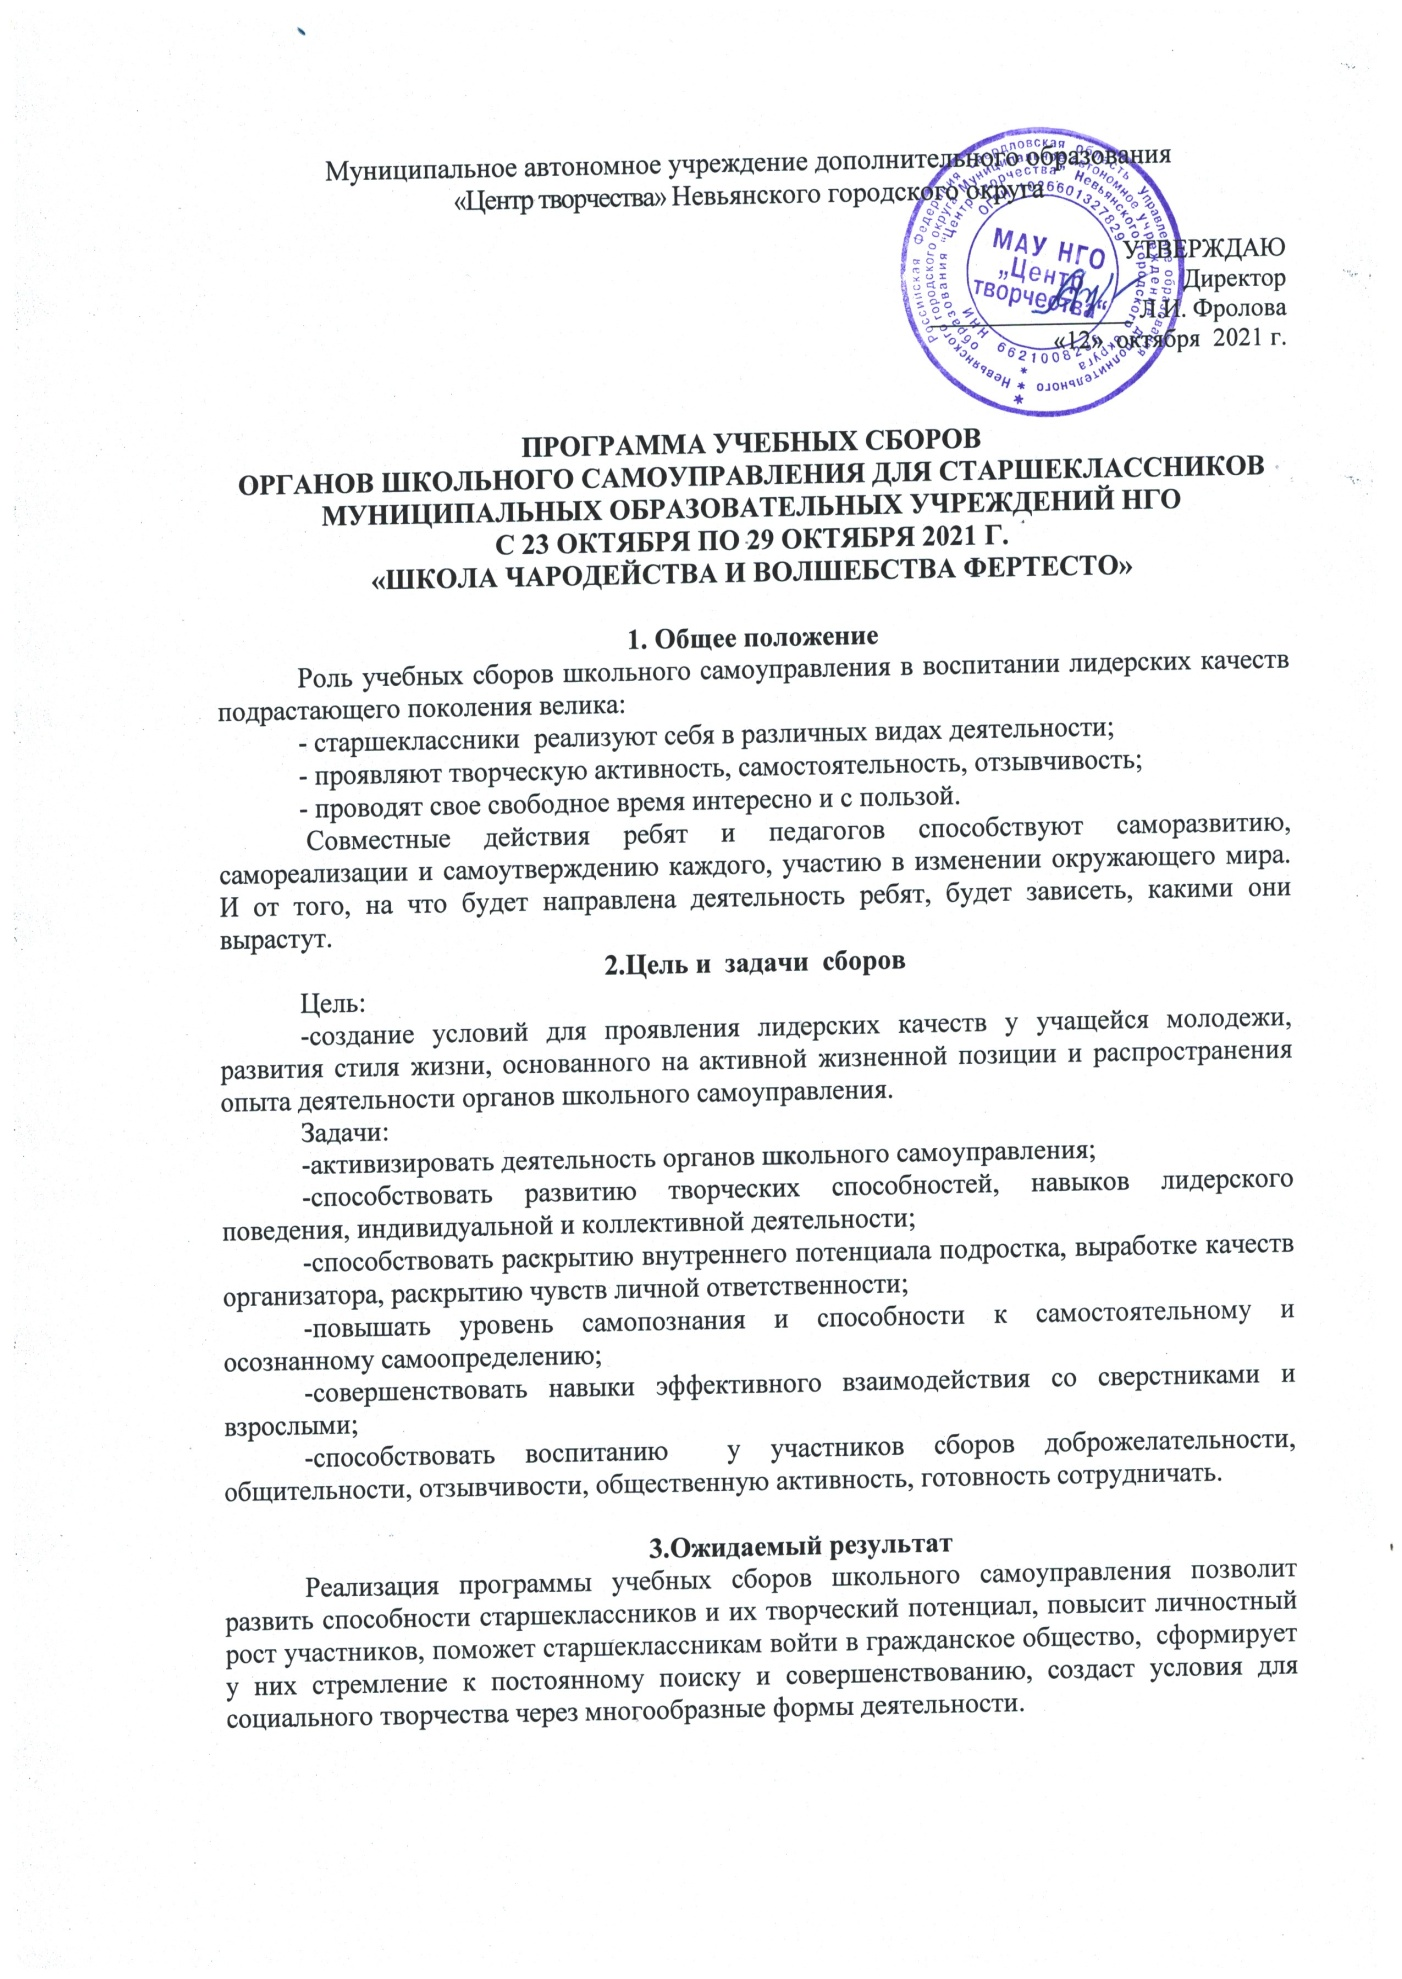 Муниципальное автономное учреждение дополнительного образования
«Центр творчества» Невьянского городского округа
УТВЕРЖДАЮ
Директор
Л.И. Фролова
«12» октября 2021 г.
МАУ НГО
„Центр
творчества“
ОГРН 1026601327829
ИНН
ПРОГРАММА УЧЕБНЫХ СБОРОВ
ОРГАНОВ ШКОЛЬНОГО САМОУПРАВЛЕНИЯ ДЛЯ СТАРШЕКЛАССНИКОВ
МУНИЦИПАЛЬНЫХ ОБРАЗОВАТЕЛЬНЫХ УЧРЕЖДЕНИЙ НГО
С 23 ОКТЯБРЯ ПО 29 ОКТЯБРЯ 2021 Г.
«ШКОЛА ЧАРОДЕЙСТВА И ВОЛШЕБСТВА ФЕРТЕСТО»
1. Общее положение
Роль учебных сборов школьного самоуправления в воспитании лидерских качеств
подрастающего поколения велика:
- старшеклассники реализуют себя в различных видах деятельности;
- проявляют творческую активность, самостоятельность, отзывчивость;
- проводят свое свободное время интересно и с пользой.
Совместные действия ребят и педагогов способствуют саморазвитию,
самореализации и самоутверждению каждого, участию в изменении окружающего мира.
И от того, на что будет направлена деятельность ребят, будет зависеть, какими они
вырастут.
2.Цель и задачи сборов
Цель:
-создание условий для проявления лидерских качеств у учащейся молодежи,
развития стиля жизни, основанного на активной жизненной позиции и распространения
опыта деятельности органов школьного самоуправления.
Задачи:
-активизировать деятельность органов школьного самоуправления;
-способствовать развитию творческих способностей, навыков лидерского
поведения, индивидуальной и коллективной деятельности;
-способствовать раскрытию внутреннего потенциала подростка, выработке качеств
организатора, раскрытию чувств личной ответственности;
-повышать уровень самопознания и способности к самостоятельному и
осознанному самоопределению;
-совершенствовать навыки эффективного взаимодействия со сверстниками и
взрослыми;
-способствовать воспитанию у участников сборов доброжелательности,
общительности, отзывчивости, общественную активность, готовность сотрудничать.
3.Ожидаемый результат
Реализация программы учебных сборов школьного самоуправления позволит
развить способности старшеклассников и их творческий потенциал, повысит личностный
рост участников, поможет старшеклассникам войти в гражданское общество, сформирует
у них стремление к постоянному поиску и совершенствованию, создаст условия для
социального творчества через многообразные формы деятельности.